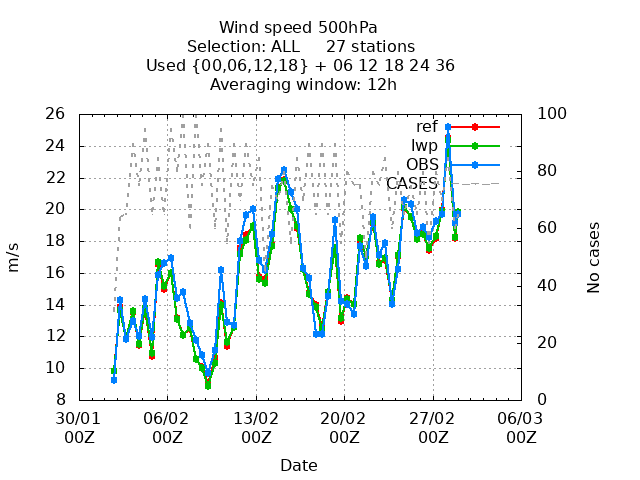 Wind speed 500hPa
Selection: ALL 27 stations
Used {00,06,12,18} + 06 12 18 24 36
Averaging window: 12h
ref
lwp
OBS
CASES
26
24
22
20
18
16
14
12
10
8
m/s
100
80
60
40
20
0
No cases
30/01 06/02 13/02 20/02 27/02 06/03
00Z 00Z 00Z 00Z 00Z 00Z
Date